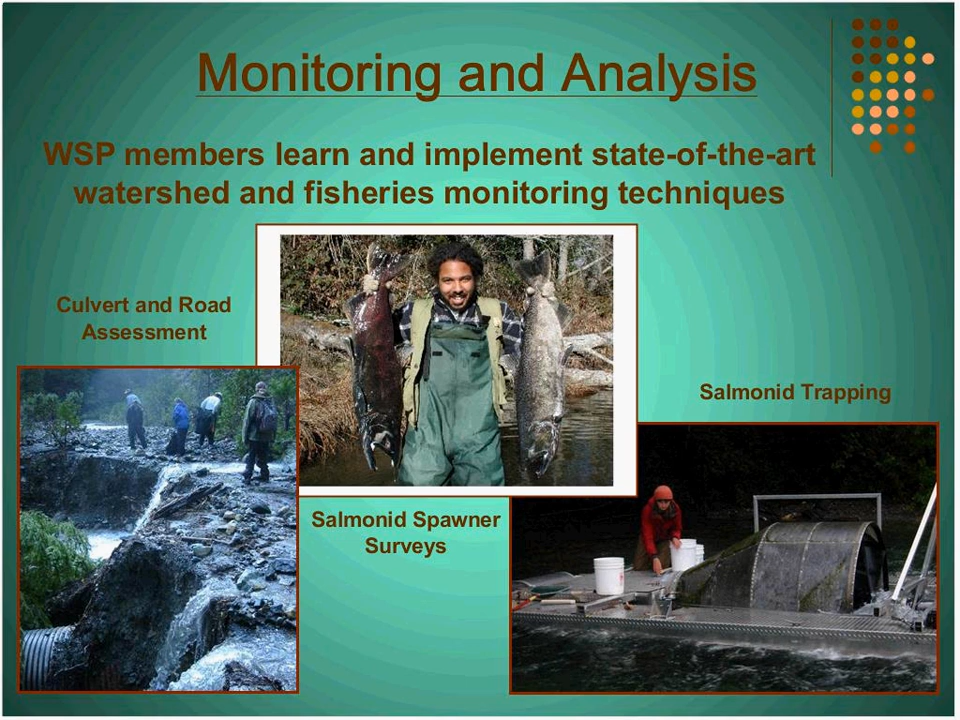 Monitoring and Analysis
WSP members learn and implement state-of-the-art
watershed and fisheries monitoring techniques
Culvert and Road
Assessment
Salmonid Trapping
Salmonid Spawner
Surveys